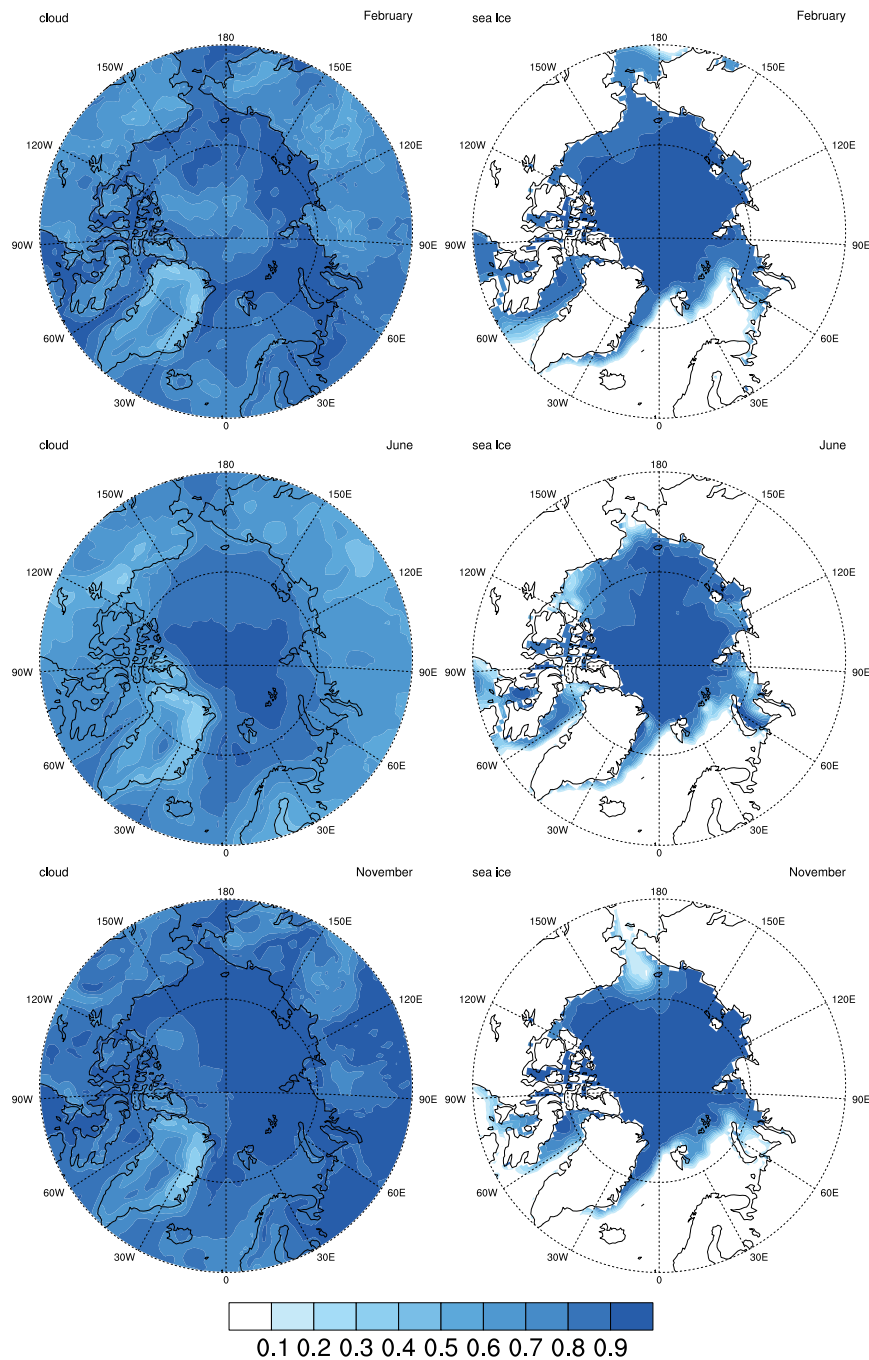 cloud February sea Ice February
180 180
150W 150E 150W 150E
120W 120E 120W 120E
90W 90E 90W 90E
60W 60E 60W 60E
30W 30E 30W 30E
0 0
cloud June sea Ice June
180 180
150W 150E 150W 150E
120W 120E 120W 120E
90W 90E 90W 90E
60W 60E 60W 60E
30W 30E 30W 30E
0 0
cloud November sea Ice November
180 180
150W 150E 150W 150E
120W 120E 120W 120E
90W 90E 90W 90E
60W 60E 60W 60E
30W 30E 30W 30E
0 0
0.1 0.2 0.3 0.4 0.5 0.6 0.7 0.8 0.9